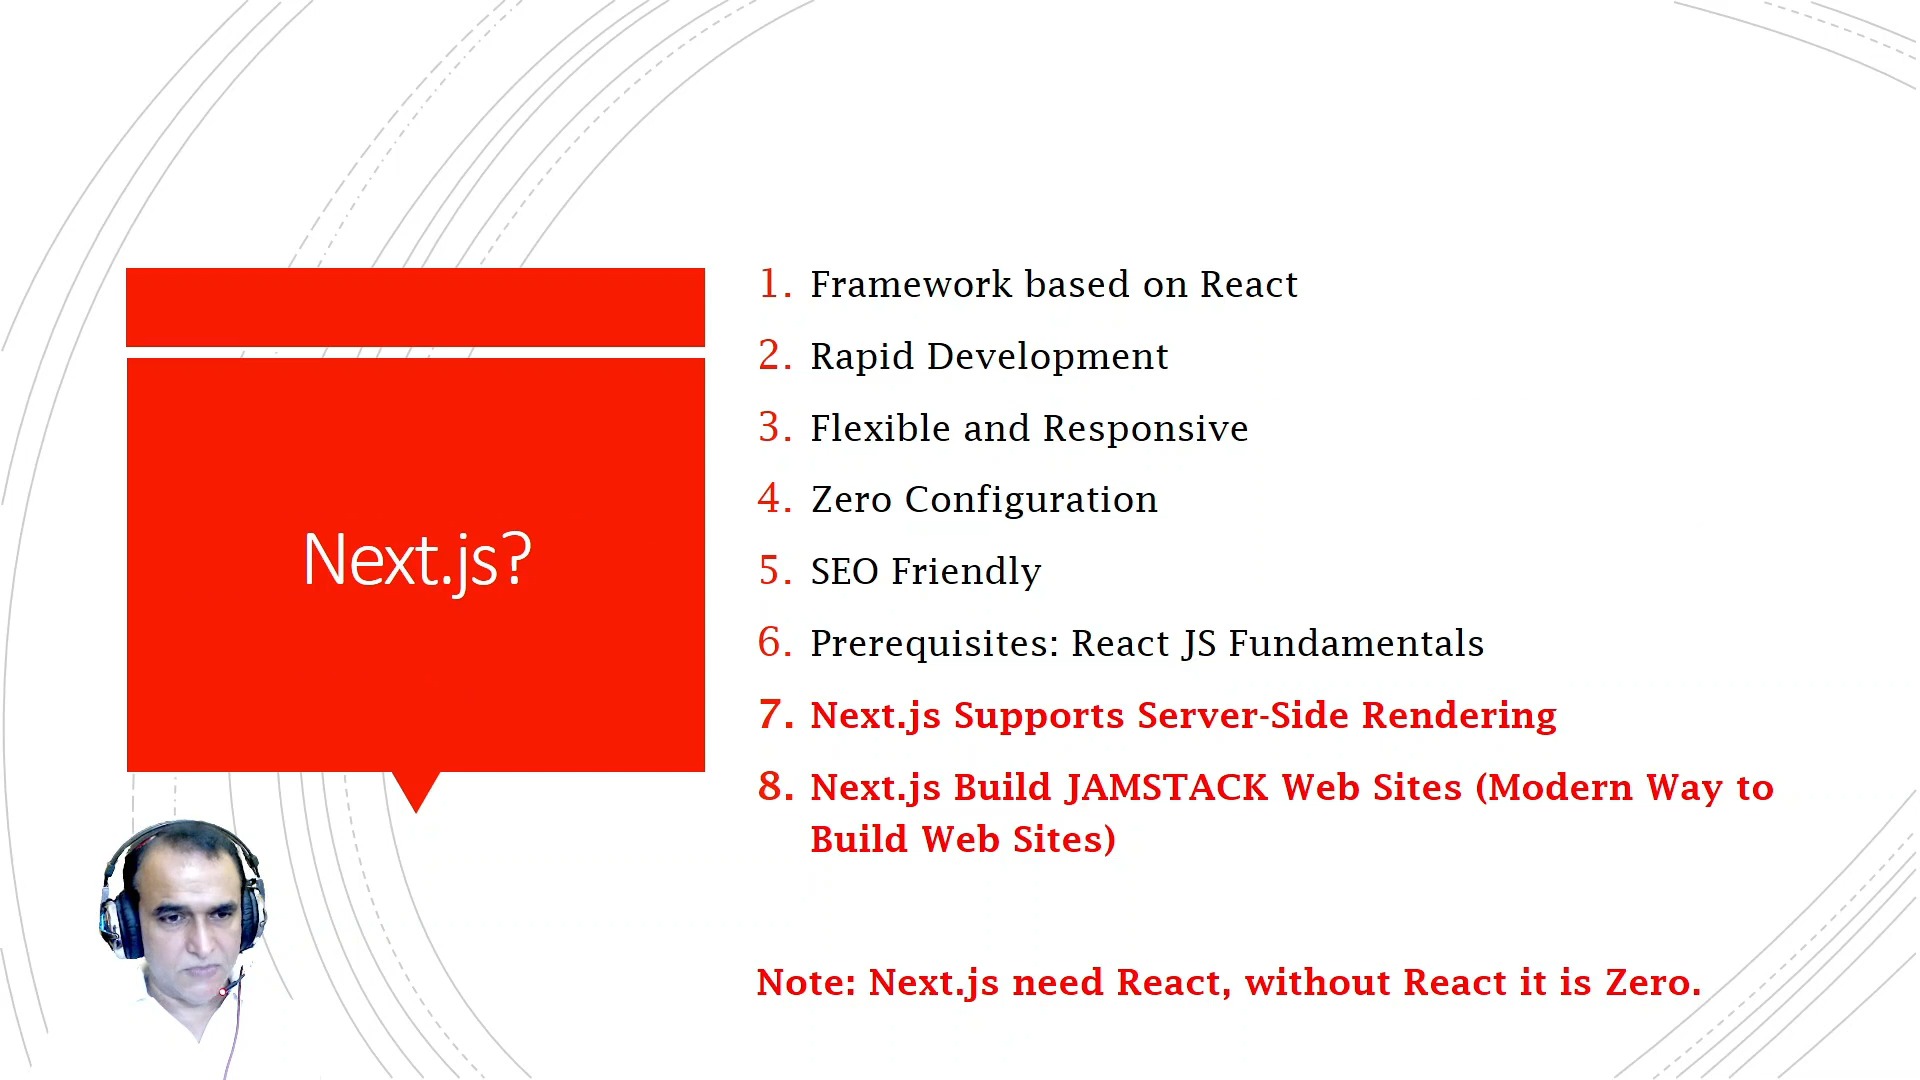 Next.js?
1. Framework based on React
2. Rapid Development
3. Flexible and Responsive
4. Zero Configuration
5. SEO Friendly
6. Prerequisites: React JS Fundamentals
7. Next.js Supports Server-Side Rendering
8. Next.js Build JAMSTACK Web Sites (Modern Way to
Build Web Sites)
Note: Next.js need React, without React it is Zero.